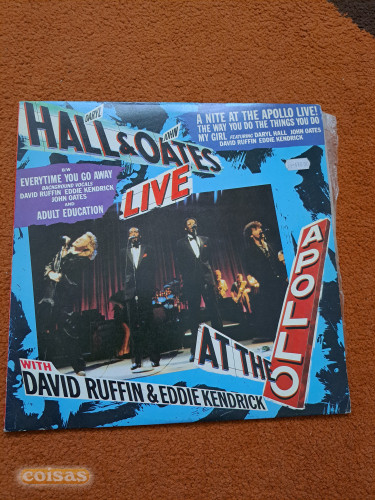 DARYL
HALL & JOHN
OATES
LIVE
AT THE
APOLLO
WITH
DAVID RUFFIN & EDDIE KENDRICK
A NITE AT THE APOLLO LIVE!
THE WAY YOU DO THE THINGS YOU DO
MY GIRL FEATURING DARYL HALL JOHN OATES
DAVID RUFFIN EDDIE KENDRICK
B/W
EVERYTIME YOU GO AWAY
BACKGROUND VOCALS
DAVID RUFFIN EDDIE KENDRICK
JOHN OATES
AND
ADULT EDUCATION
coisas